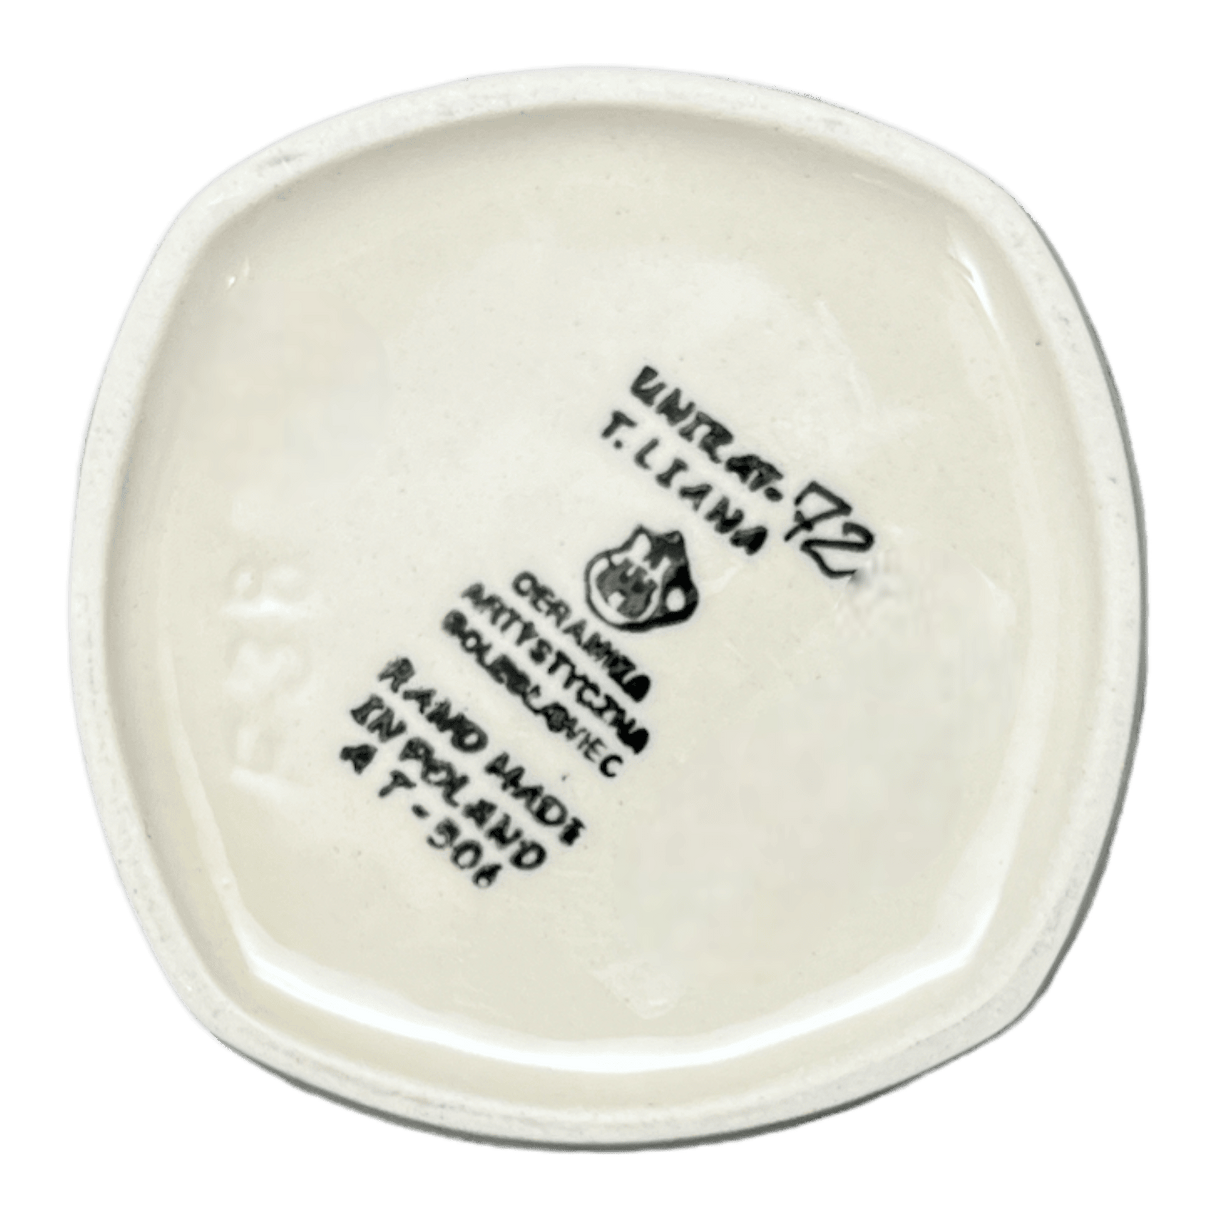 UNIKAT-72
T. LIANA
CERAMIKA
ARTYSTYCZNA
BOLESŁAWIEC
HAND MADE
IN POLAND
AT-506